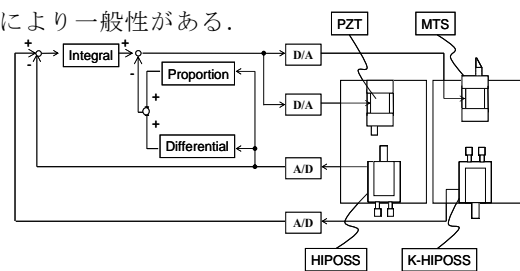 により一般性がある.
PZT
MTS
+
-
Integral
+
-
D/A
Proportion
+
+
D/A
Differential
A/D
A/D
HIPOSS
K-HIPOSS